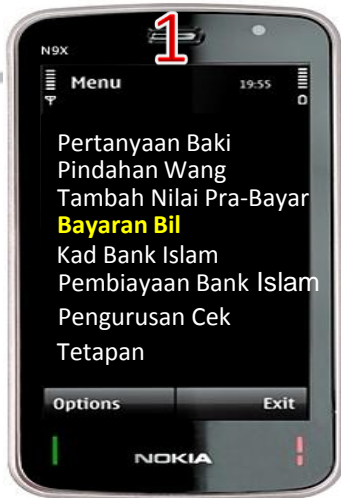 1
N9X
Menu 19:55
Pertanyaan Baki
Pindahan Wang
Tambah Nilai Pra-Bayar
Bayaran Bil
Kad Bank Islam
Pembiayaan Bank Islam
Pengurusan Cek
Tetapan
Options Exit
NOKIA